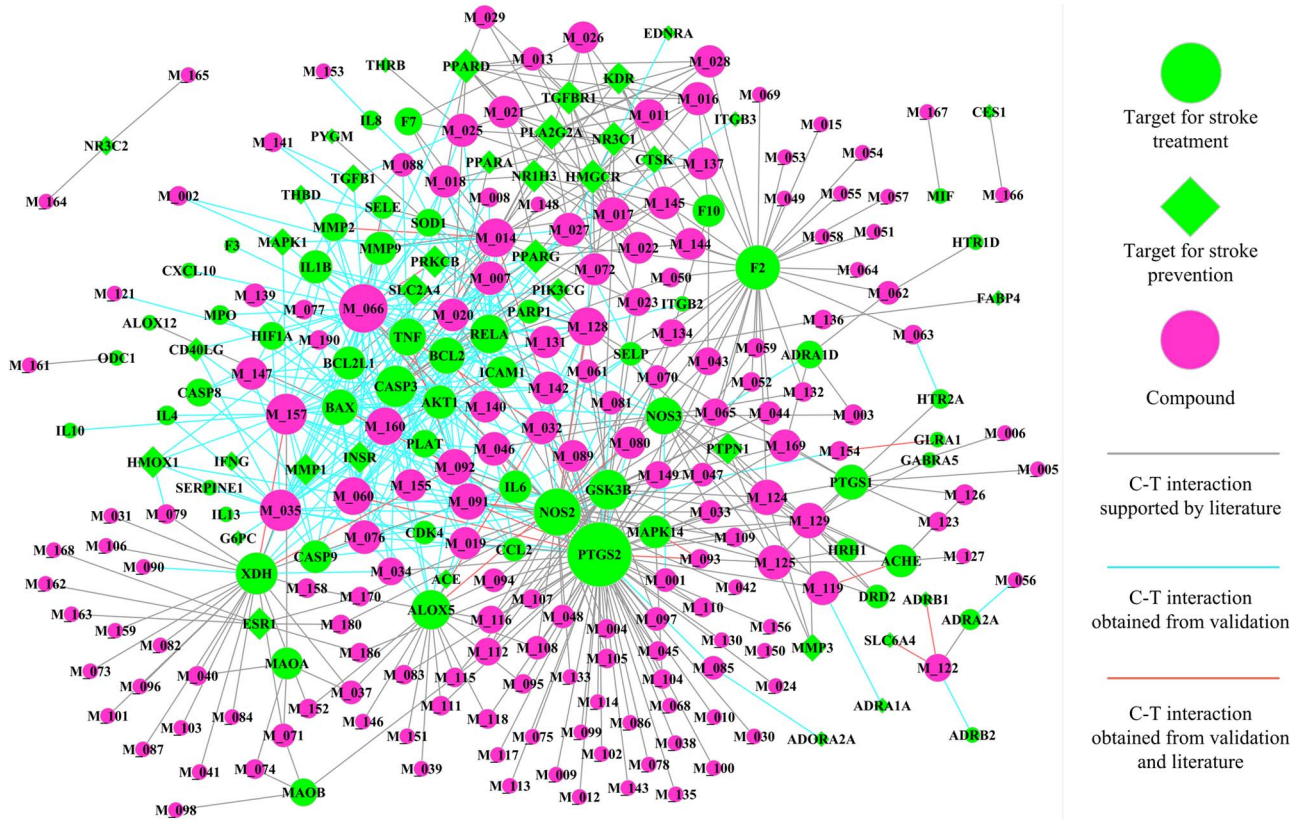 M_029
M_026
EDNRA
M_013
THRB
PPARD
M_028
M_165
M_153
KDR
TGFBR1
M_069
M_016
M_021
IL8
F7
M_011
ITGB3
M_167
CES1
M_015
PYGM
M_025
PLA2G2A
NR3C1
NR3C2
M_141
M_054
M_053
M_088
PPARA
CTSK
M_137
TGFB1
NR1H3
HMGCR
M_018
MIF
M_166
M_002
THBD
M_008
M_049
M_055
M_057
M_164
SELE
M_148
M_017
M_145
F10
MMP2
SOD1
M_027
M_058
M_051
F3
MAPK1
M_014
M_144
HTR1D
MMP9
M_022
PPARG
CXCL10
IL1B
PRKCB
F2
M_072
M_064
M_007
M_050
M_121
M_139
SLC2A4
PIK3CG
M_062
FABP4
M_066
M_023
ITGB2
MPO
M_077
M_020
PARP1
M_136
ALOX12
M_190
HIF1A
TNF
RELA
M_128
M_134
M_063
CD40LG
M_131
M_059
ADRA1D
M_161
ODC1
BCL2
SELP
BCL2L1
M_043
M_147
ICAM1
M_061
M_070
M_052
CASP8
CASP3
M_142
M_132
HTR2A
IL4
M_157
BAX
AKT1
M_140
M_081
NOS3
M_065
M_044
M_003
IL10
M_160
M_032
GLRA1
M_006
PLAT
M_080
M_169
M_154
IFNG
INSR
M_046
M_089
PTPN1
GABRA5
HMOX1
MMP1
M_092
M_149
M_047
M_005
SERPINE1
M_155
IL6
GSK3B
PTGS1
M_060
M_091
M_124
M_126
M_079
IL13
M_035
NOS2
M_033
M_129
M_123
M_031
G6PC
M_076
CDK4
M_019
MAPK14
M_109
M_168
M_106
CASP9
CCL2
PTGS2
HRH1
ACHE
M_127
M_090
XDH
M_034
M_093
M_125
M_162
ACE
M_094
M_001
M_119
DRD2
M_056
M_158
M_170
M_107
M_042
ADRB1
M_163
ESR1
ALOX5
M_048
M_110
ADRA2A
M_159
M_180
M_116
M_004
M_097
M_156
M_082
M_130
SLC6A4
M_186
M_112
M_108
M_105
M_045
M_150
MMP3
M_073
M_040
MAOA
M_083
M_115
M_133
M_085
M_122
M_096
M_037
M_095
M_104
M_024
M_101
M_152
M_111
M_114
M_068
ADRA1A
M_103
M_084
M_146
M_118
M_086
M_010
M_087
M_071
M_151
M_075
M_099
M_038
M_030
ADORA2A
ADRB2
M_117
M_102
M_041
M_074
M_039
M_009
M_078
M_100
M_113
M_143
M_098
MAOB
M_012
M_135
Target for stroke
treatment
Target for stroke
prevention
Compound
C-T interaction
supported by literature
C-T interaction
obtained from validation
C-T interaction
obtained from validation
and literature